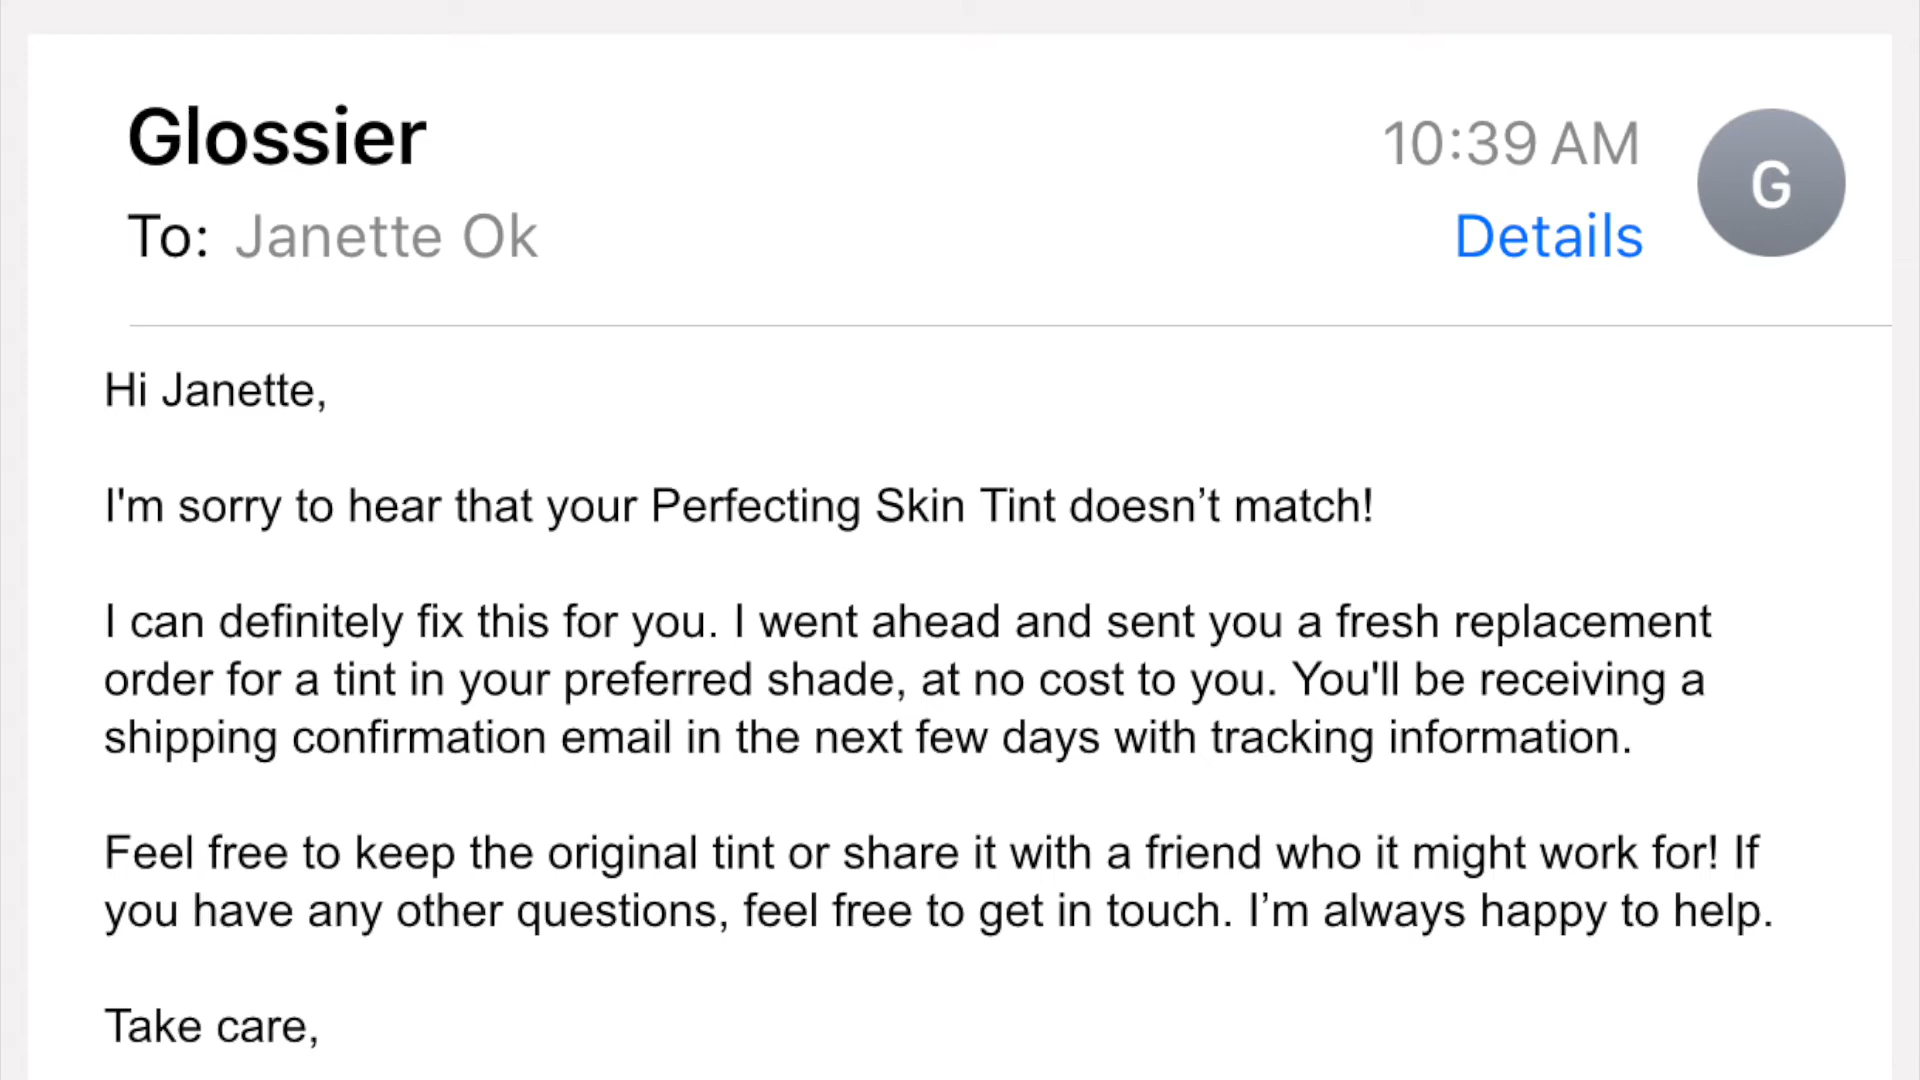 Glossier
10:39 AM
G
To: Janette Ok
Details
Hi Janette,
I'm sorry to hear that your Perfecting Skin Tint doesn’t match!
I can definitely fix this for you. I went ahead and sent you a fresh replacement
order for a tint in your preferred shade, at no cost to you. You'll be receiving a
shipping confirmation email in the next few days with tracking information.
Feel free to keep the original tint or share it with a friend who it might work for! If
you have any other questions, feel free to get in touch. I’m always happy to help.
Take care,